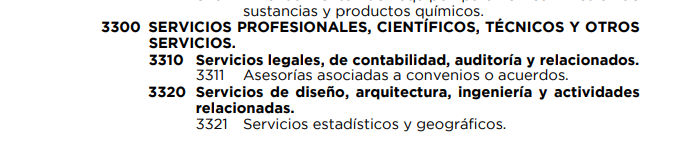 sustancias y productos químicos.
3300 SERVICIOS PROFESIONALES, CIENTÍFICOS, TÉCNICOS Y OTROS
SERVICIOS.
3310 Servicios legales, de contabilidad, auditoría y relacionados.
3311 Asesorías asociadas a convenios o acuerdos.
3320 Servicios de diseño, arquitectura, ingeniería y actividades
relacionadas.
3321 Servicios estadísticos y geográficos.